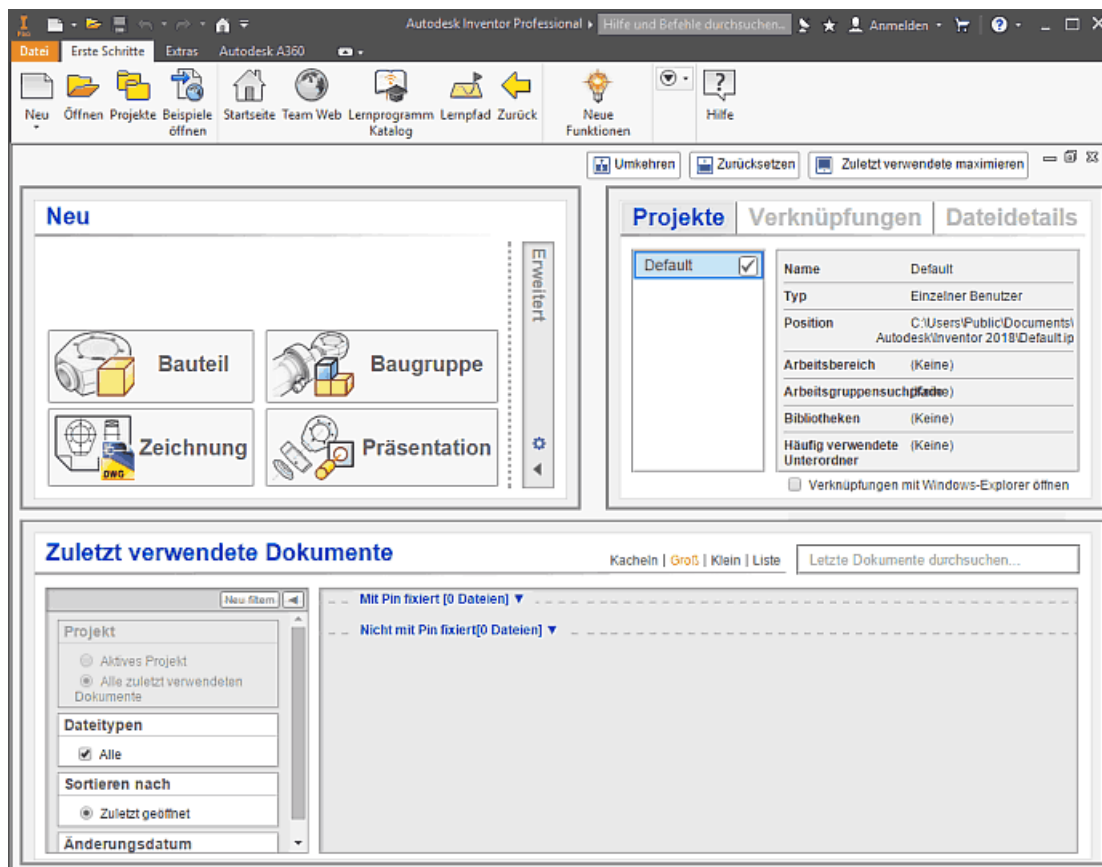 PRO
Autodesk Inventor Professional
Hilfe und Befehle durchsuchen...
Anmelden
Datei
Erste Schritte
Extras
Autodesk A360
Neu
Öffnen
Projekte
Beispiele
öffnen
Startseite
Team Web
Lernprogramm
Katalog
Lernpfad
Zurück
Neue
Funktionen
Hilfe
Umkehren
Zurücksetzen
Zuletzt verwendete maximieren
Neu
Erweitert
Bauteil
Baugruppe
Zeichnung
DWG
Präsentation
Projekte
Verknüpfungen
Dateidetails
Default
Name Default
Typ Einzelner Benutzer
Position C:\Users\Public\Documents\
Autodesk\Inventor 2018\Default.ip
Arbeitsbereich (Keine)
Arbeitsgruppensuchpfade (Keine)
Bibliotheken (Keine)
Häufig verwendete (Keine)
Unterordner
Verknüpfungen mit Windows-Explorer öffnen
Zuletzt verwendete Dokumente
Kacheln | Groß | Klein | Liste
Letzte Dokumente durchsuchen...
Neu filtern
Projekt
Aktives Projekt
Alle zuletzt verwendeten
Dokumente
Dateitypen
Alle
Sortieren nach
Zuletzt geöffnet
Änderungsdatum
Mit Pin fixiert [0 Dateien]
Nicht mit Pin fixiert[0 Dateien]